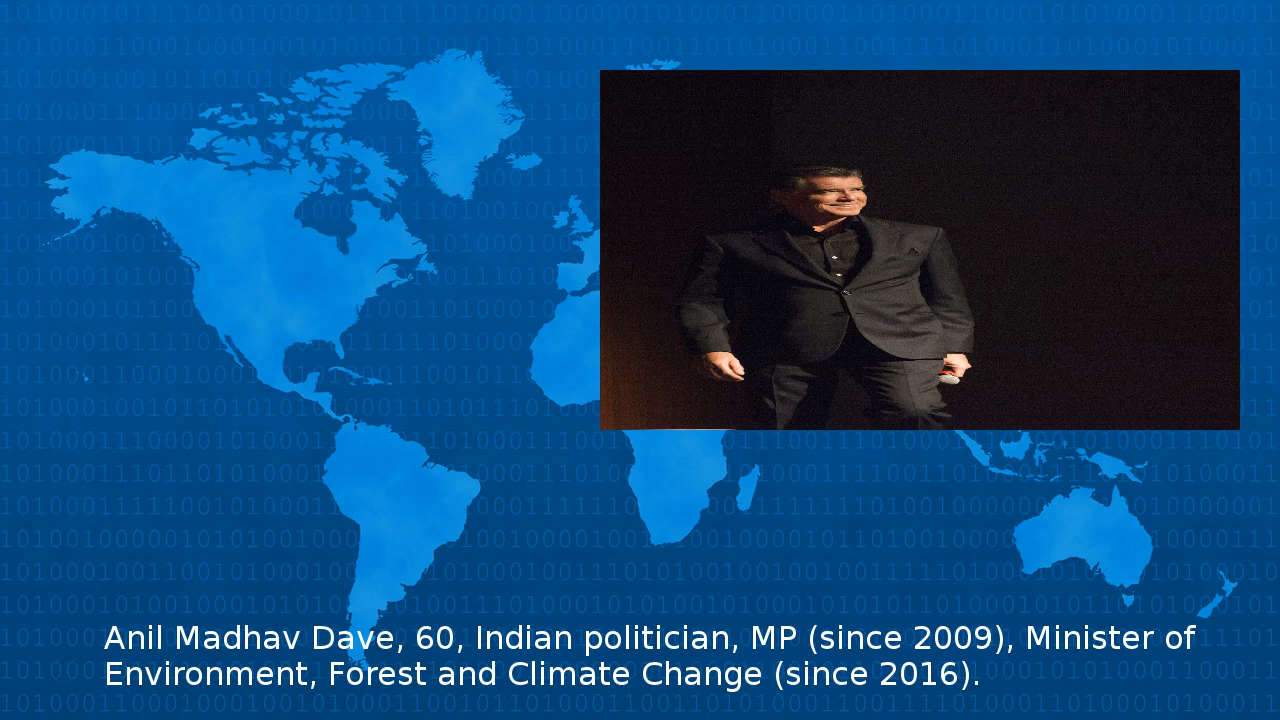 Anil Madhav Dave, 60, Indian politician, MP (since 2009), Minister of
Environment, Forest and Climate Change (since 2016).